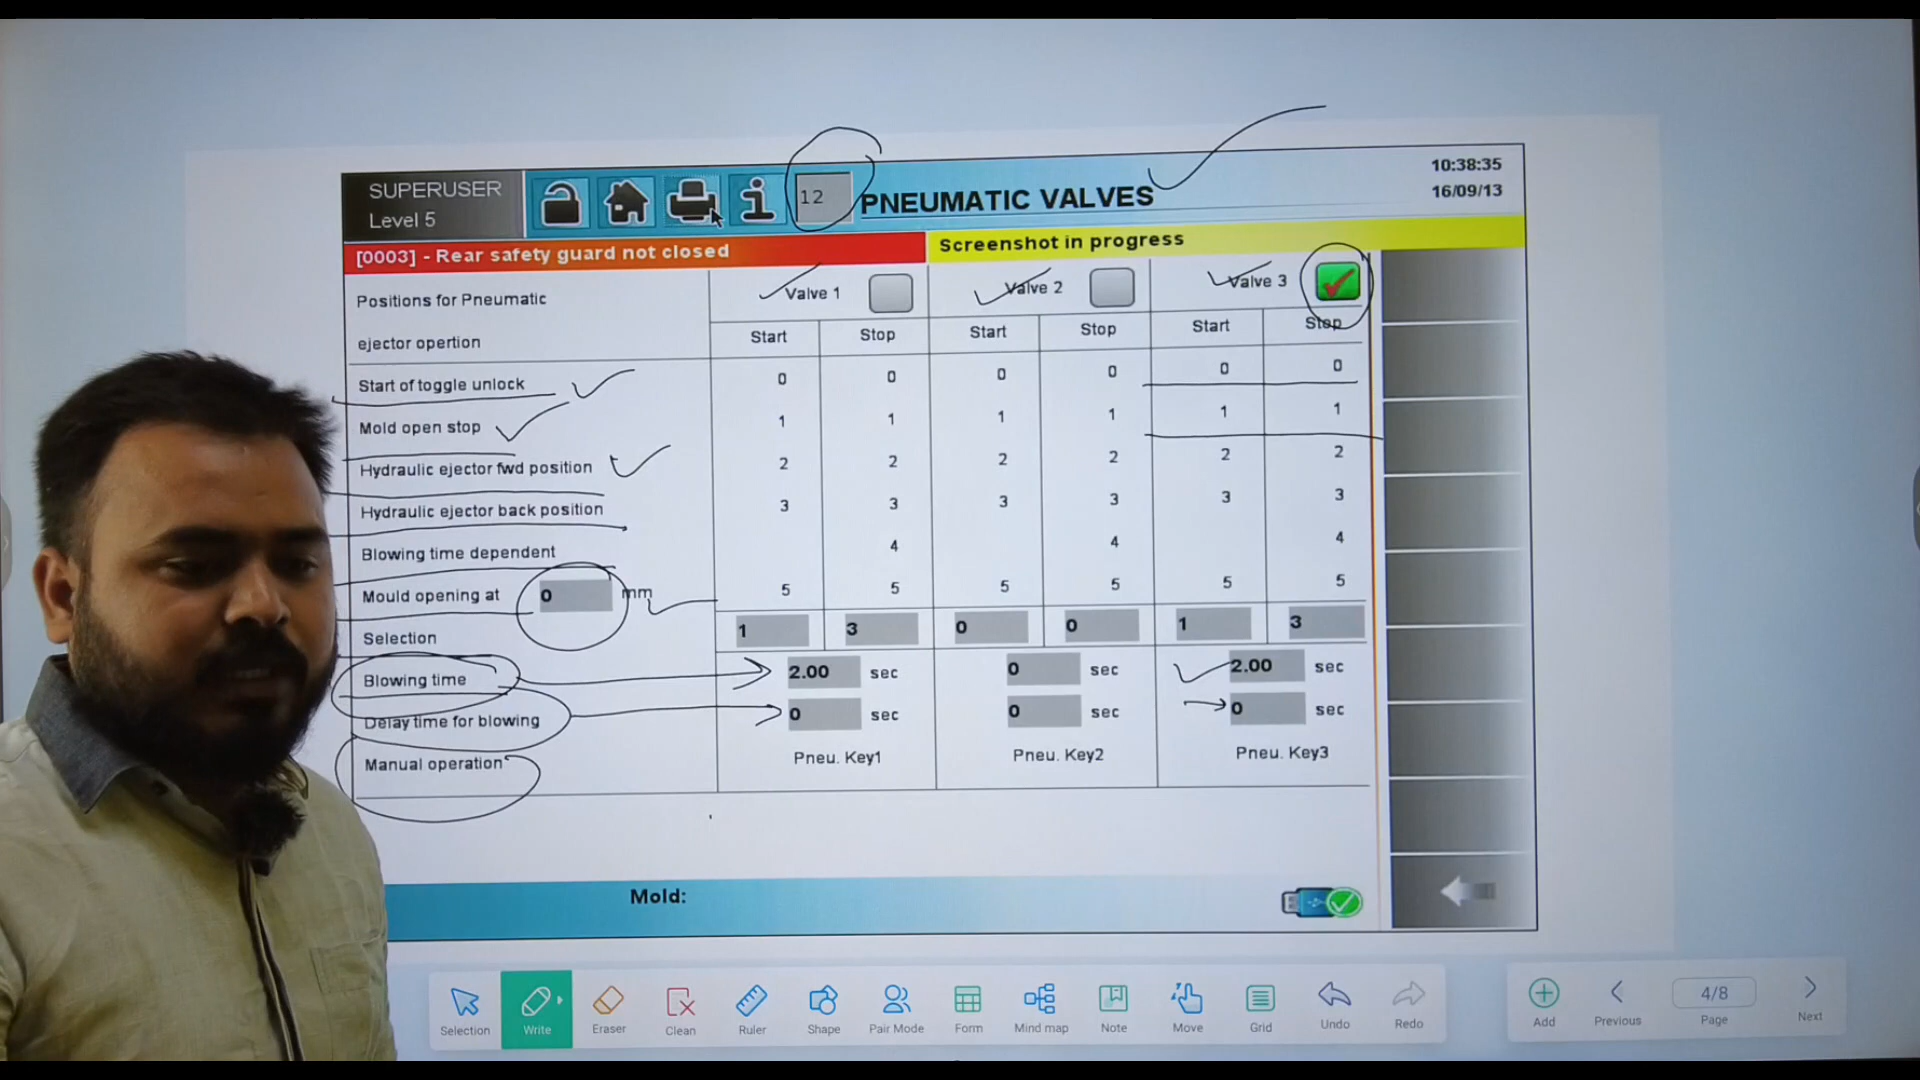 SUPERUSER
Level 5
12
PNEUMATIC VALVES
10:38:35
16/09/13
[0003] - Rear safety guard not closed
Screenshot in progress
Positions for Pneumatic
ejector opertion
Valve 1
Valve 2
Valve 3
Start Stop Start Stop Start Stop
Start of toggle unlock 0 0 0 0 0 0
Mold open stop 1 1 1 1 1 1
Hydraulic ejector fwd position 2 2 2 2 2 2
Hydraulic ejector back position 3 3 3 3 3 3
Blowing time dependent 4 4 4
Mould opening at 0 mm 5 5 5 5 5 5
Selection 1 3 0 0 1 3
Blowing time 2.00 sec 0 sec 2.00 sec
Delay time for blowing 0 sec 0 sec 0 sec
Manual operation Pneu. Key1 Pneu. Key2 Pneu. Key3
Mold:
Selection Write Eraser Clean Ruler Shape Pair Mode Form Mind map Note Move Grid Undo Redo
Add Previous 4/8 Page Next